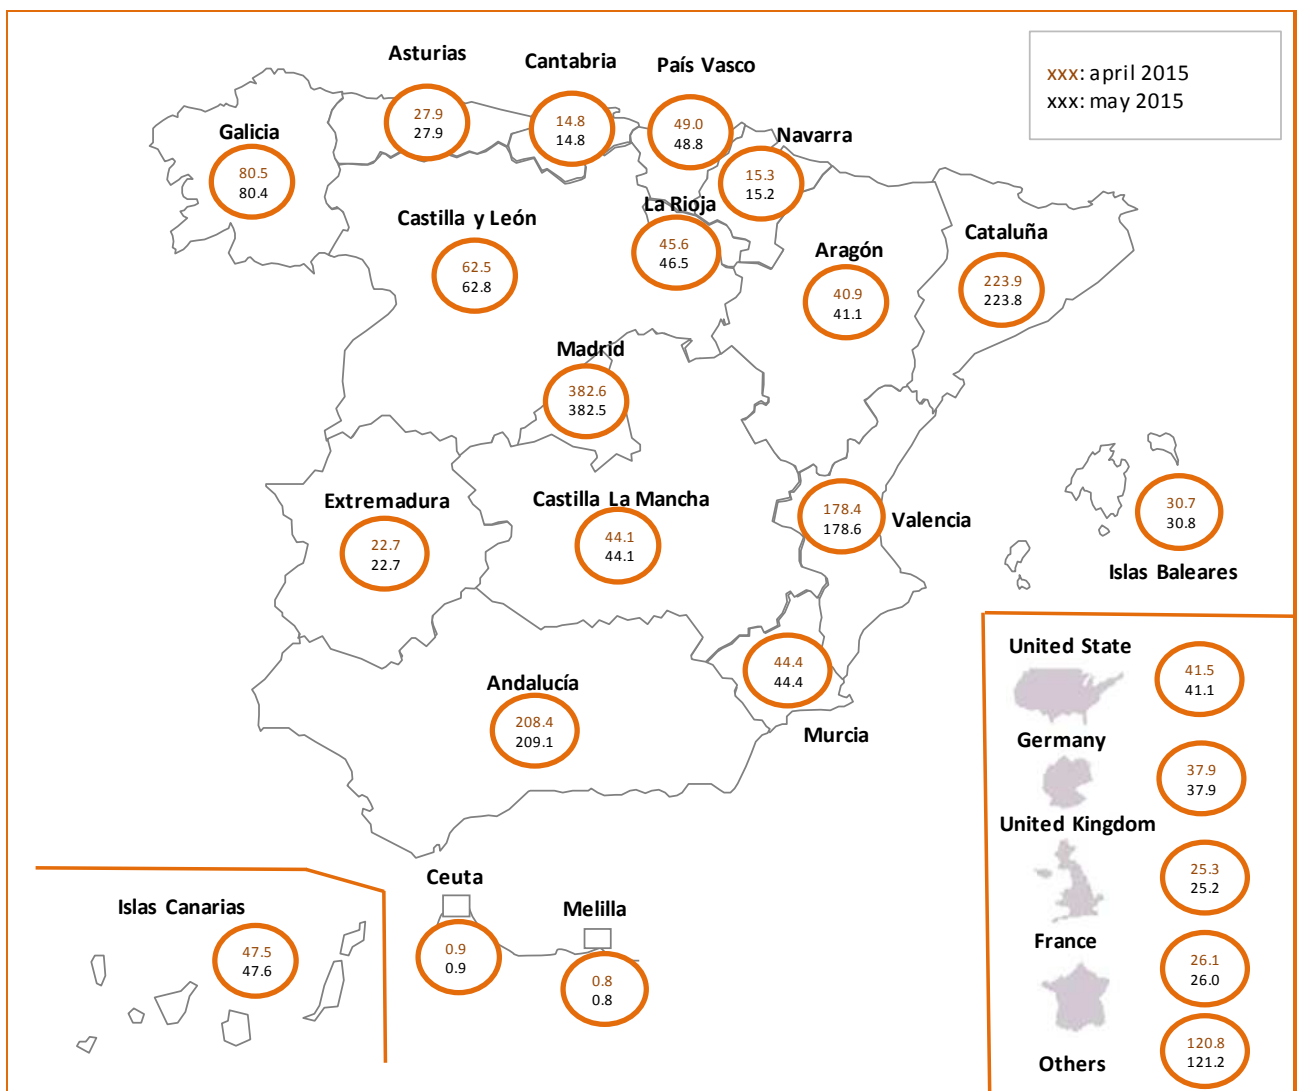 xxx: april 2015
xxx: may 2015
Asturias
27.9
27.9
Cantabria
14.8
14.8
País Vasco
49.0
48.8
Navarra
15.3
15.2
Galicia
80.5
80.4
Castilla y León
62.5
62.8
La Rioja
45.6
46.5
Aragón
40.9
41.1
Cataluña
223.9
223.8
Madrid
382.6
382.5
Extremadura
22.7
22.7
Castilla La Mancha
44.1
44.1
178.4
178.6
Valencia
30.7
30.8
Islas Baleares
Andalucía
208.4
209.1
44.4
44.4
Murcia
United State
41.5
41.1
Germany
37.9
37.9
United Kingdom
25.3
25.2
France
26.1
26.0
Others
120.8
121.2
Islas Canarias
47.5
47.6
Ceuta
0.9
0.9
Melilla
0.8
0.8